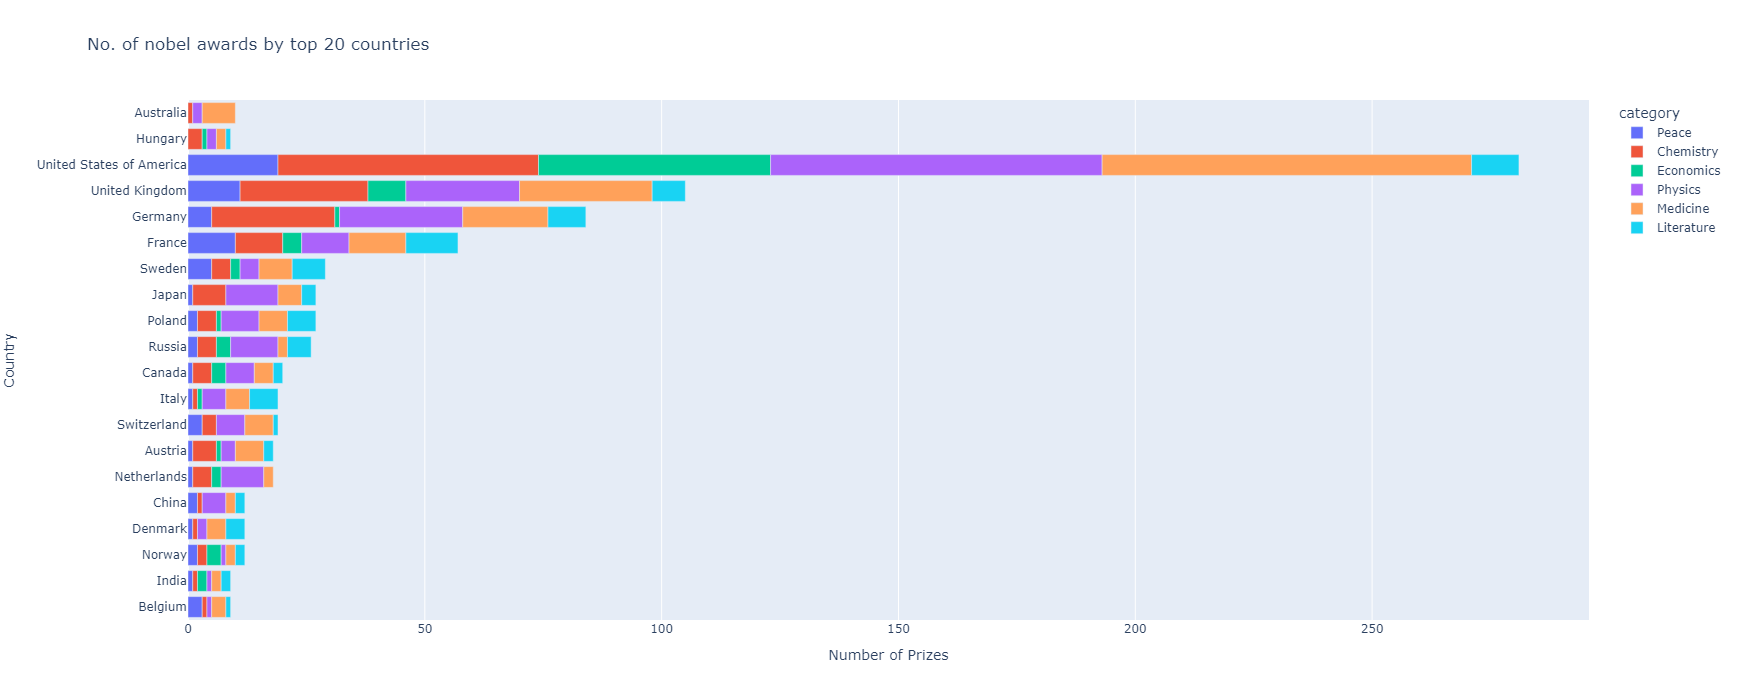 No. of nobel awards by top 20 countries
Australia
Hungary
United States of America
United Kingdom
Germany
France
Sweden
Japan
Poland
Russia
Canada
Italy
Switzerland
Austria
Netherlands
China
Denmark
Norway
India
Belgium
Country
0 50 100 150 200 250
Number of Prizes
category
Peace
Chemistry
Economics
Physics
Medicine
Literature